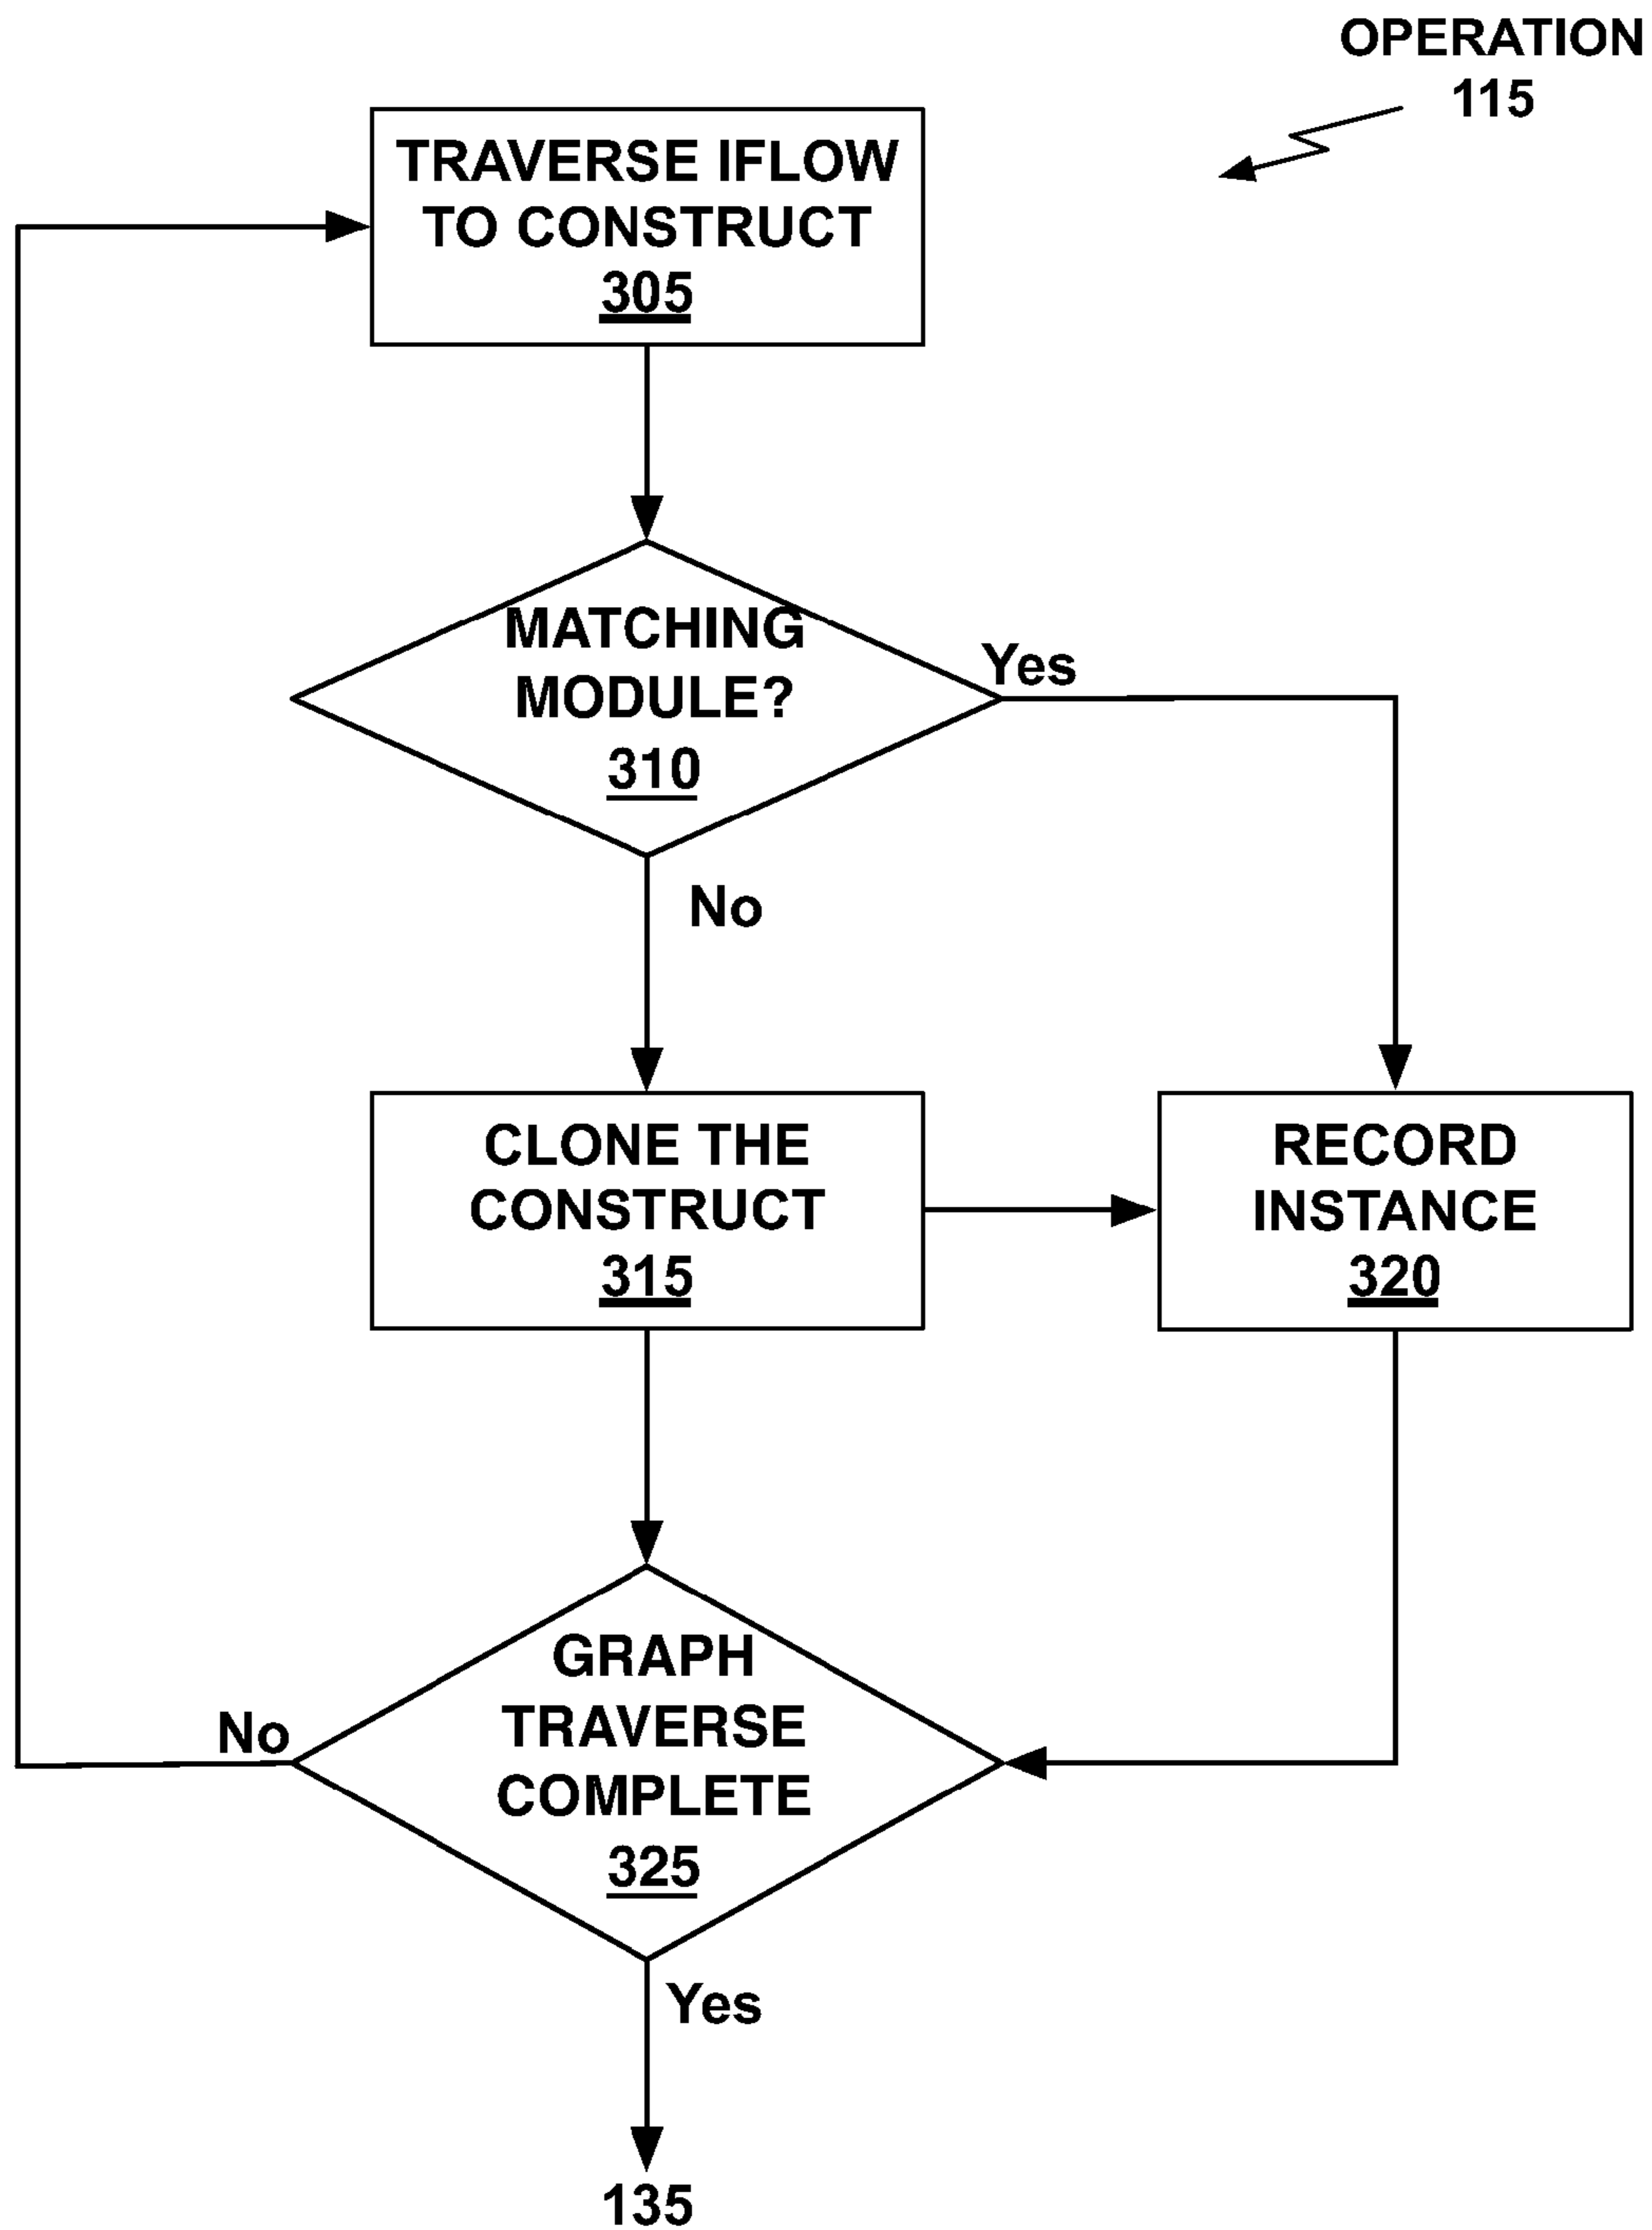 OPERATION
115
TRAVERSE IFLOW
TO CONSTRUCT
305
MATCHING
MODULE?
310
Yes
No
CLONE THE
CONSTRUCT
315
RECORD
INSTANCE
320
GRAPH
TRAVERSE
COMPLETE
325
No
Yes
135